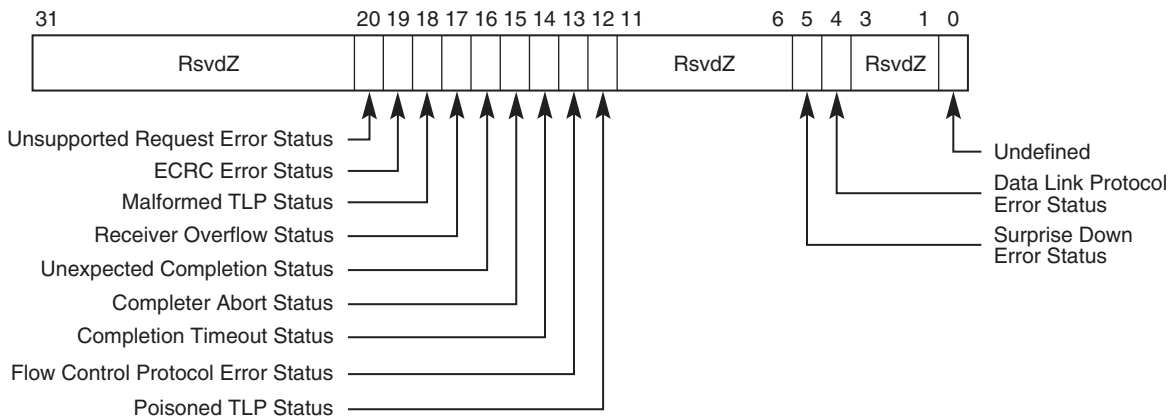 31 20 19 18 17 16 15 14 13 12 11 6 5 4 3 1 0
RsvdZ RsvdZ RsvdZ
Unsupported Request Error Status
ECRC Error Status
Malformed TLP Status
Receiver Overflow Status
Unexpected Completion Status
Completer Abort Status
Completion Timeout Status
Flow Control Protocol Error Status
Poisoned TLP Status
Undefined
Data Link Protocol
Error Status
Surprise Down
Error Status